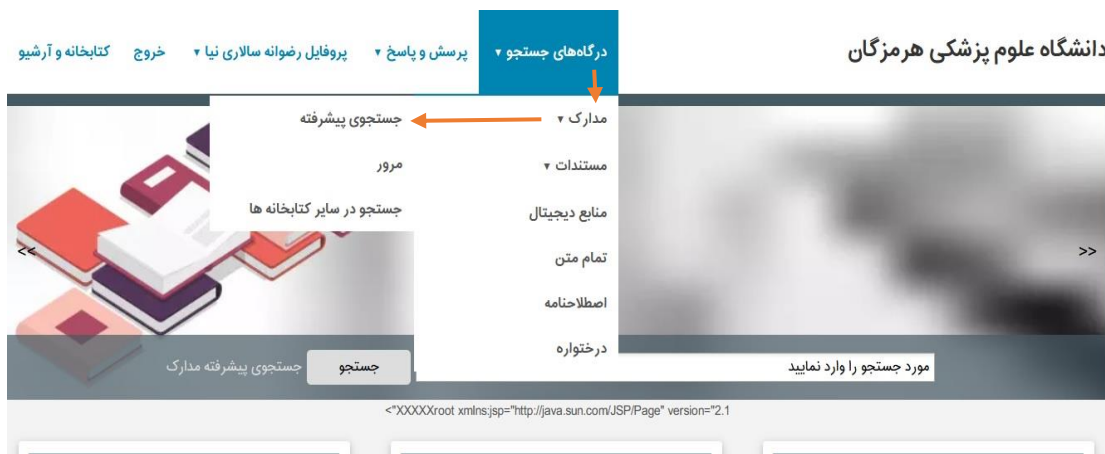 دانشگاه علوم پزشکی هرمزگان
درگاه‌های جستجو ▾ پرسش و پاسخ ▾ پروفایل رضوانه سالاری نیا ▾ خروج کتابخانه و آرشیو
مدارک ▾ جستجوی پیشرفته
مستندات ▾ مرور
منابع دیجیتال جستجو در سایر کتابخانه ها
تمام متن
اصطلاحنامه
درختواره
>> <<
مورد جستجو را وارد نمایید جستجو جستجوی پیشرفته مدارک
<"XXXXXroot xmlns:jsp="http://java.sun.com/JSP/Page" version="2.1